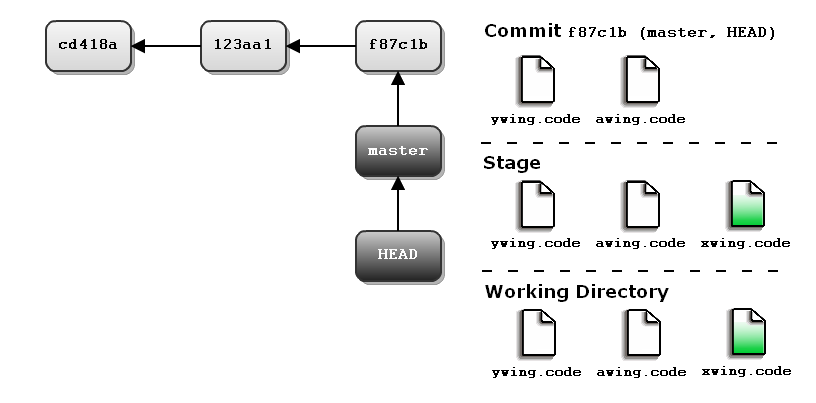 cd418a
123aa1
f87c1b
master
HEAD
Commit f87c1b (master, HEAD)
ywing.code
awing.code
Stage
ywing.code
awing.code
xwing.code
Working Directory
ywing.code
awing.code
xwing.code